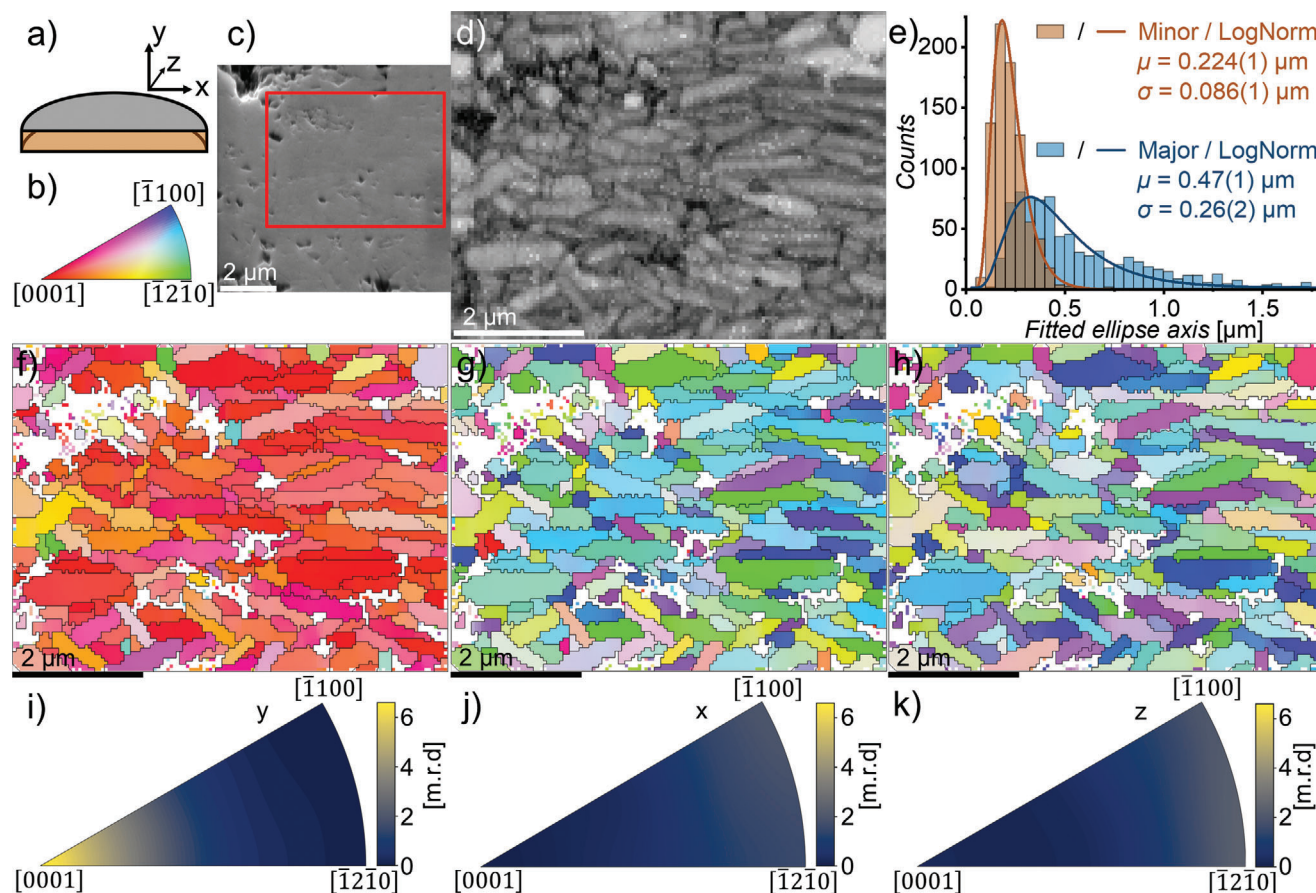 a)
y
z
x
b)
[1̅100]
[0001]
[1̅21̅0]
c)
2 μm
d)
2 μm
e)
200
150
100
50
0
Counts
0.0
0.5
1.0
1.5
Fitted ellipse axis [μm]
/ Minor / LogNorm
μ = 0.224(1) μm
σ = 0.086(1) μm
/ Major / LogNorm
μ = 0.47(1) μm
σ = 0.26(2) μm
f)
2 μm
g)
2 μm
h)
2 μm
i)
y
[1̅100]
[0001]
[1̅21̅0]
6
4
2
0
[m.r.d]
j)
x
[1̅100]
[0001]
[1̅21̅0]
6
4
2
0
[m.r.d]
k)
z
[1̅100]
[0001]
[1̅21̅0]
6
4
2
0
[m.r.d]